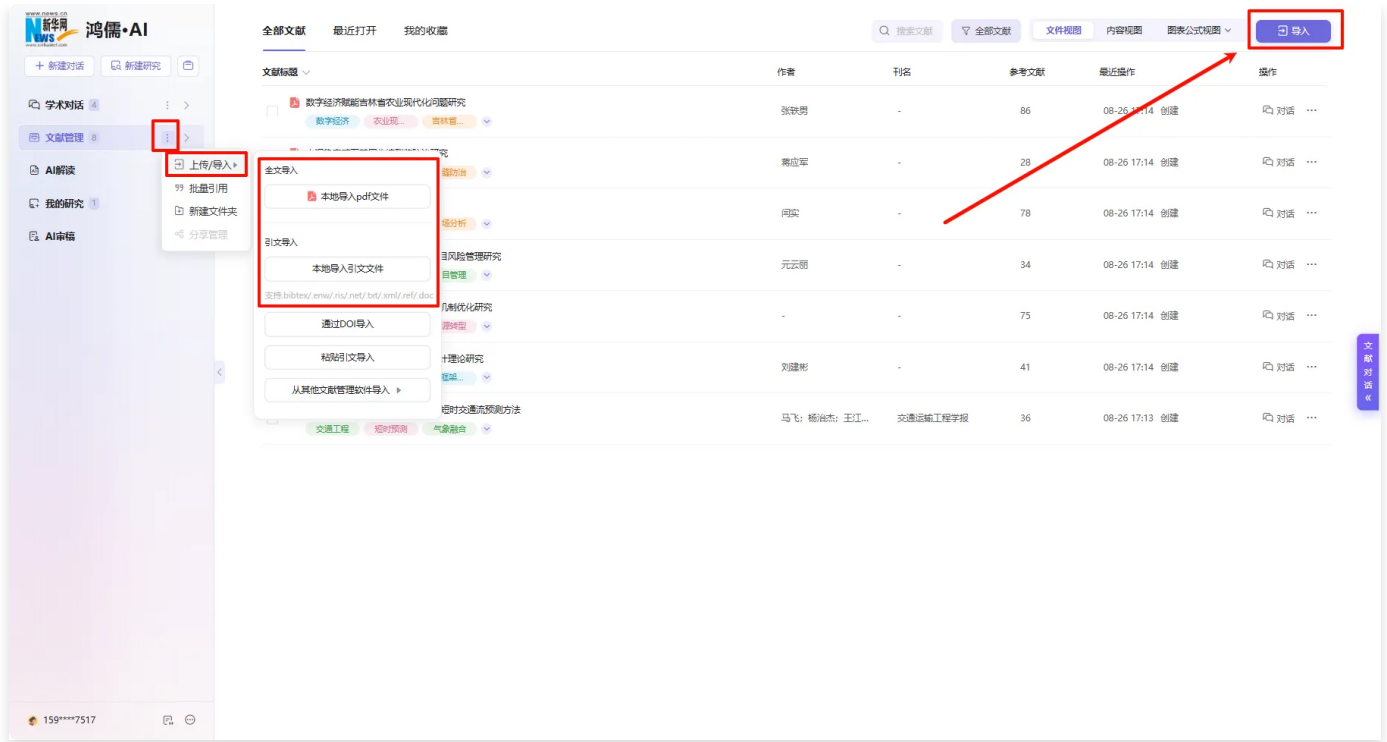 www.news.cn
新华网
NEWS
鸿儒·AI
新建对话
新建研究
学术对话 4
文献管理 8
AI解读
我的研究 1
AI审稿
上传/导入
批量引用
新建文件夹
分享管理
全文导入
本地导入pdf文件
引文导入
本地导入引文文件
支持.bibtex/.enw/.ris/.net/.txt/.xml/.ref/.doc
通过DOI导入
粘贴引文导入
从其他文献管理软件导入
全部文献 最近打开 我的收藏
搜索文献 全部文献 文件视图 内容视图 图表公式视图 导入
文献标题 作者 刊名 参考文献 最近操作 操作
数字经济赋能吉林省农业现代化问题研究 张轶男 - 86 08-26 17:14 创建 对话 ...
数字经济 农业现... 吉林省...
蒋应军 - 28 08-26 17:14 创建 对话 ...
闫实 - 78 08-26 17:14 创建 对话 ...
场分析
目风险管理研究 元云丽 - 34 08-26 17:14 创建 对话 ...
目管理
机制优化研究 - - 75 08-26 17:14 创建 对话 ...
计理论研究 刘建彬 - 41 08-26 17:14 创建 对话 ...
框架...
短时交通流预测方法 马飞；杨治杰；王江... 交通运输工程学报 36 08-26 17:13 创建 对话 ...
交通工程 短时预测 气象融合
文献对话
159****7517